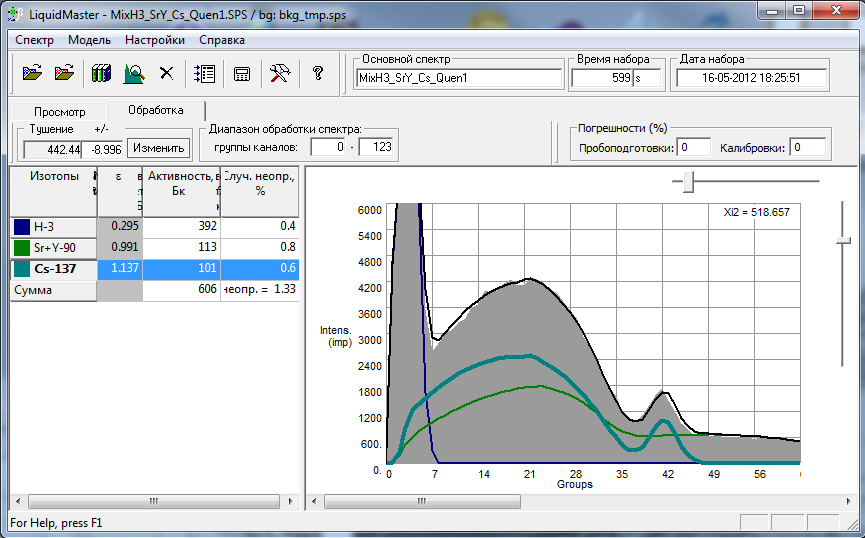 LiquidMaster - MixH3_SrY_Cs_Quen1.SPS / bg: bkg_tmp.sps
Спектр Модель Настройки Справка
Основной спектр
MixH3_SrY_Cs_Quen1
Время набора
599 s
Дата набора
16-05-2012 18:25:51
Просмотр Обработка
Тушение +/-
442.44 -8.996 Изменить
Диапазон обработки спектра:
группы каналов: 0 - 123
Погрешности (%)
Пробоподготовки: 0 Калибровки: 0
Изотопы ε Активность, Бк Случ. неопр., %
H-3 0.295 392 0.4
Sr+Y-90 0.991 113 0.8
Cs-137 1.137 101 0.6
Сумма 606 неопр. = 1.33
Xi2 = 518.657
6000
5400
4800
4200
3600
Intens.
(imp)
3000
2400
1800
1200
600.
0.
0 7 14 21 28 35 42 49 56
Groups
For Help, press F1